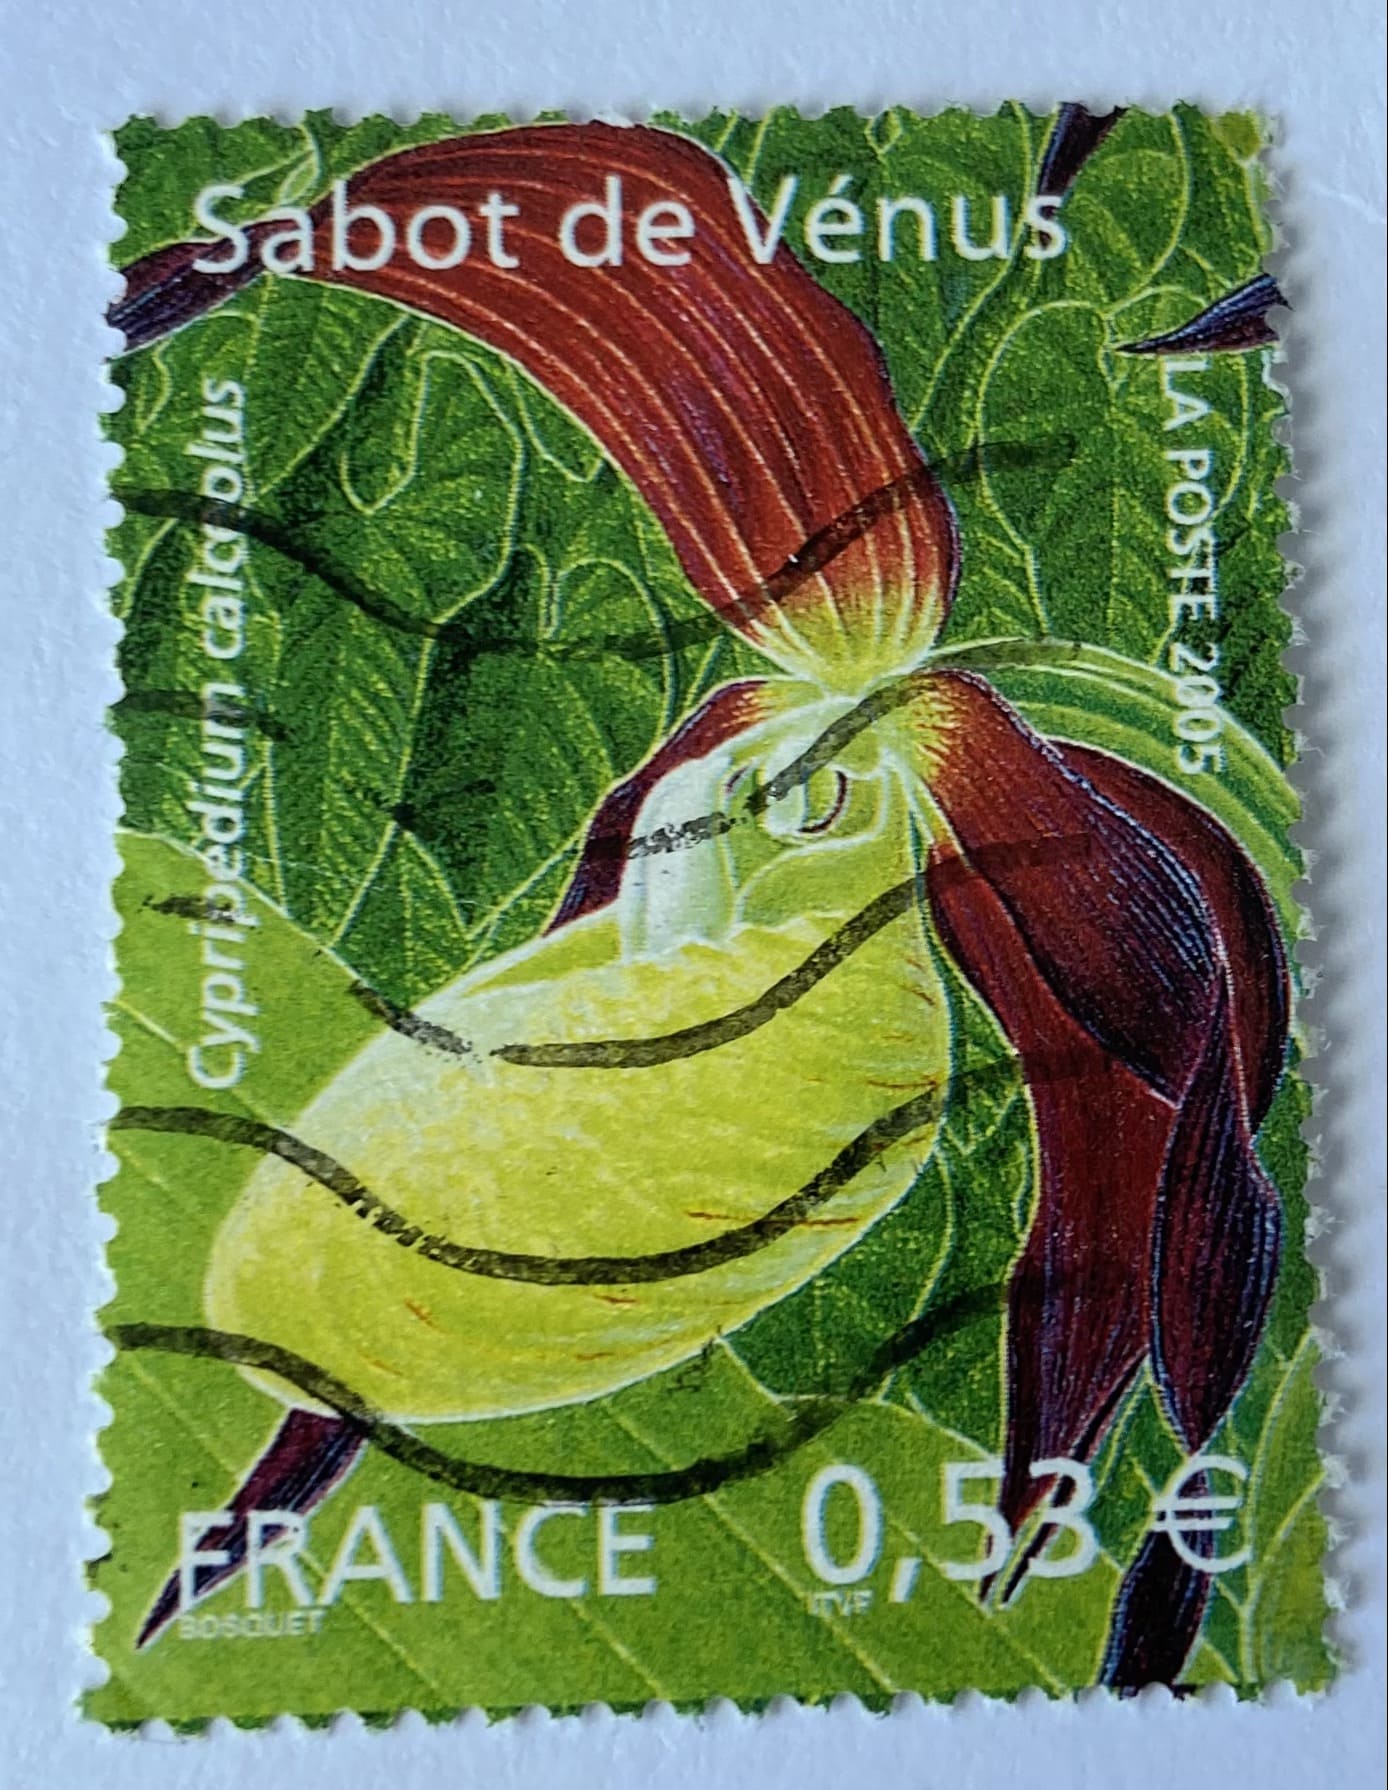 Sabot de Vénus
Cypripedium calceolus
LA POSTE 2005
FRANCE
0,53 €
BOSQUET
ITVF